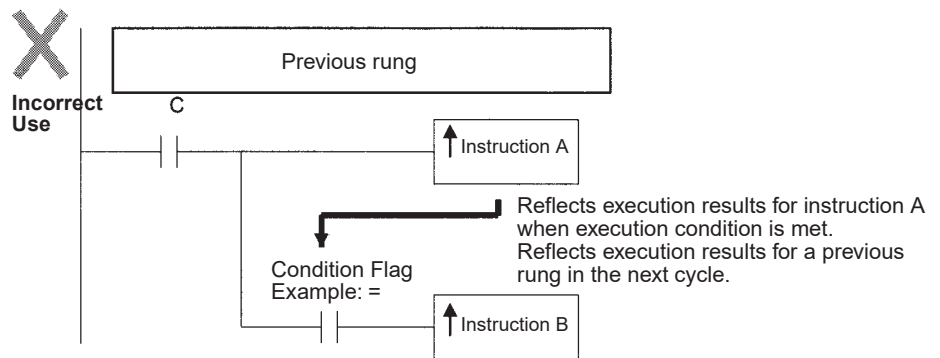 Previous rung
Incorrect
Use
C
↑ Instruction A
Reflects execution results for instruction A
when execution condition is met.
Reflects execution results for a previous
rung in the next cycle.
Condition Flag
Example: =
↑ Instruction B